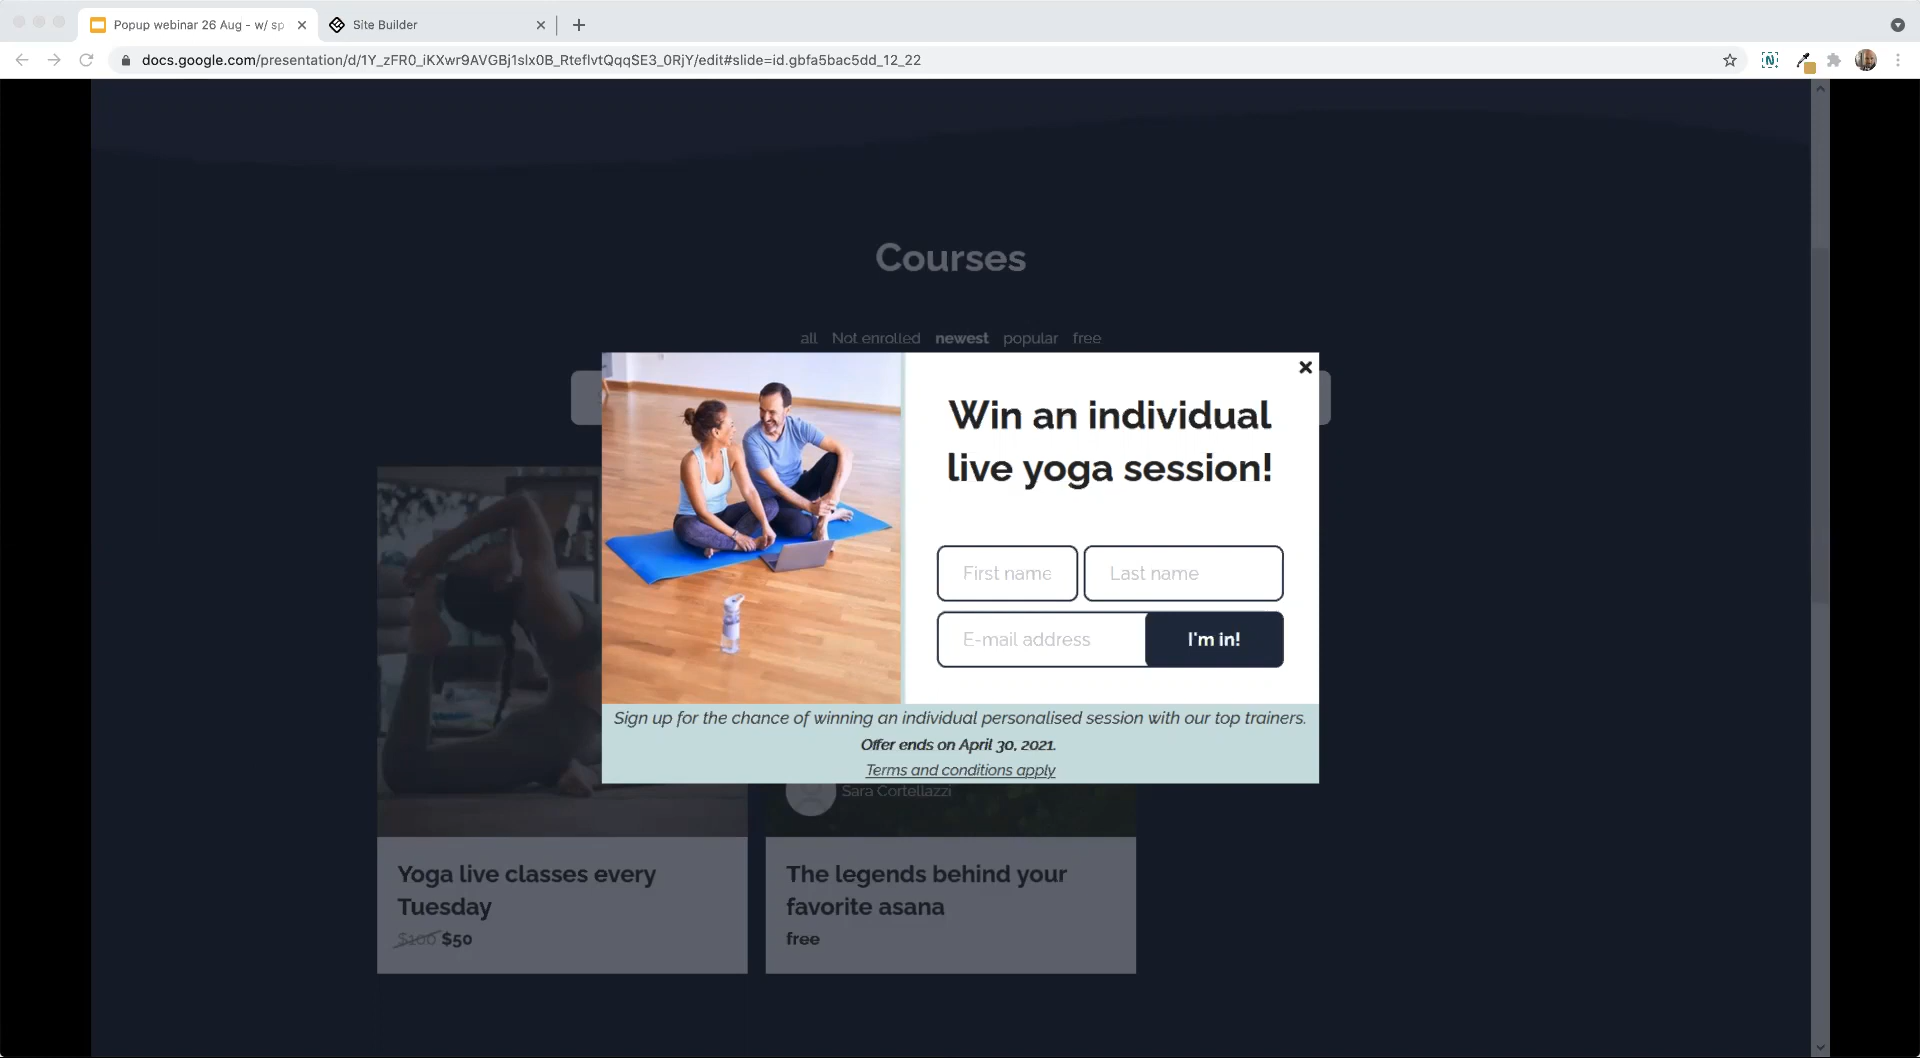 Popup webinar 26 Aug - w/ sp
Site Builder
docs.google.com/presentation/d/1Y_zFR0_iKXwr9AVGBj1slx0B_RteflvtQqqSE3_0RjY/edit#slide=id.gbfa5bac5dd_12_22
Courses
all Not enrolled newest popular free
Win an individual
live yoga session!
First name Last name
E-mail address I'm in!
Sign up for the chance of winning an individual personalised session with our top trainers.
Offer ends on April 30, 2021.
Terms and conditions apply
Sara Cortellazzi
Yoga live classes every
Tuesday
$100 $50
The legends behind your
favorite asana
free